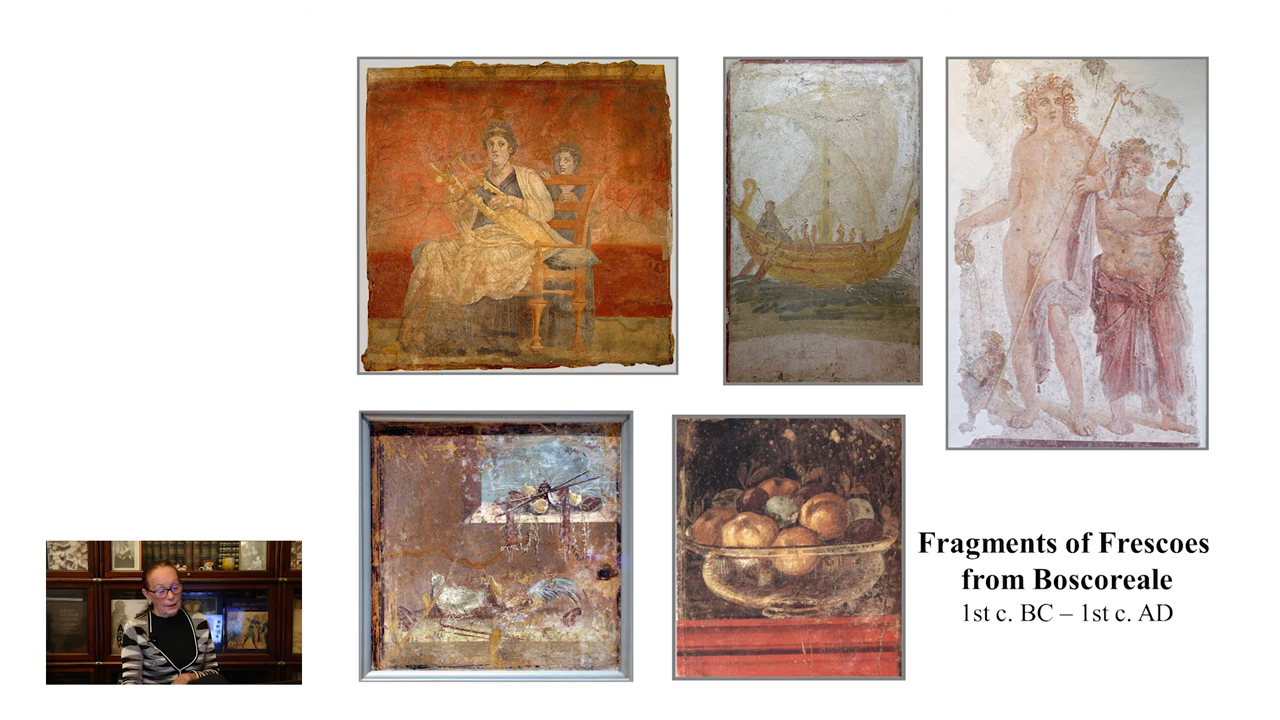 Fragments of Frescoes
from Boscoreale
1st c. BC – 1st c. AD